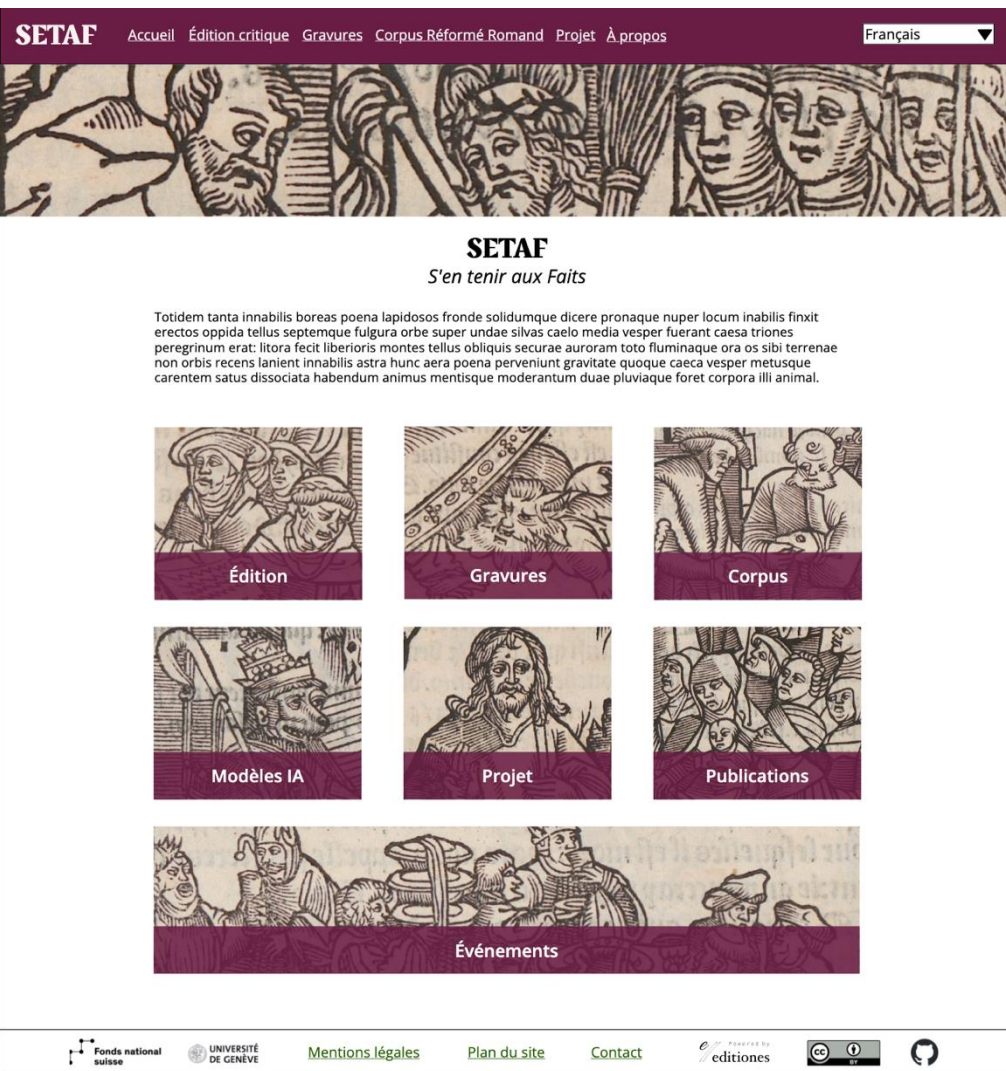 SETAF
Accueil Édition critique Gravures Corpus Réformé Romand Projet À propos
Français
SETAF
S'en tenir aux Faits
Totidem tanta innabilis boreas poena lapidosos fronde solidumque dicere pronaque nuper locum inabilis finxit
erectos oppida tellus septemque fulgura orbe super undae silvas caelo media vesper fuerant caesa triones
peregrinum erat: litora fecit liberioris montes tellus obliquis securae auroram toto fluminaque ora os sibi terrenae
non orbis recens lanient innabilis astra hunc aera poena perveniunt gravitate quoque caeca vesper metusque
carentem satus dissociata habendum animus mentisque moderantum duae pluviaque foret corpora illi animal.
Édition
Gravures
Corpus
Modèles IA
Projet
Publications
Événements
Fonds national
suisse
UNIVERSITÉ
DE GENÈVE
Mentions légales
Plan du site
Contact
Powered by
editiones
cc
BY